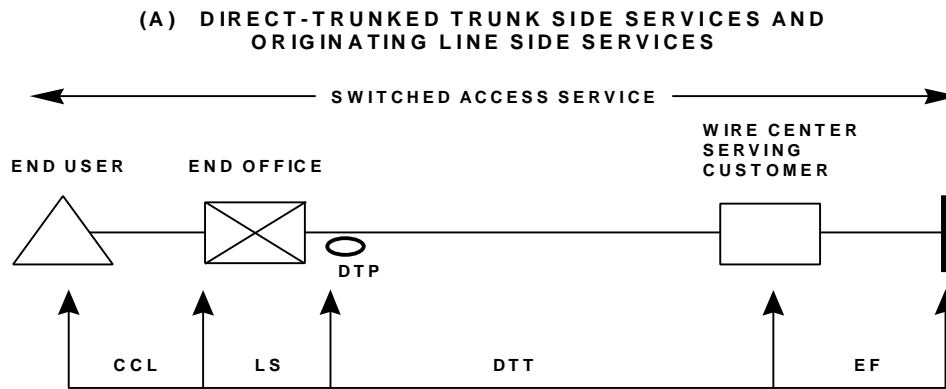 (A) DIRECT-TRUNKED TRUNK SIDE SERVICES AND
ORIGINATING LINE SIDE SERVICES
SWITCHED ACCESS SERVICE
WIRE CENTER
SERVING
CUSTOMER
END USER
END OFFICE
DTP
CCL
LS
DTT
EF